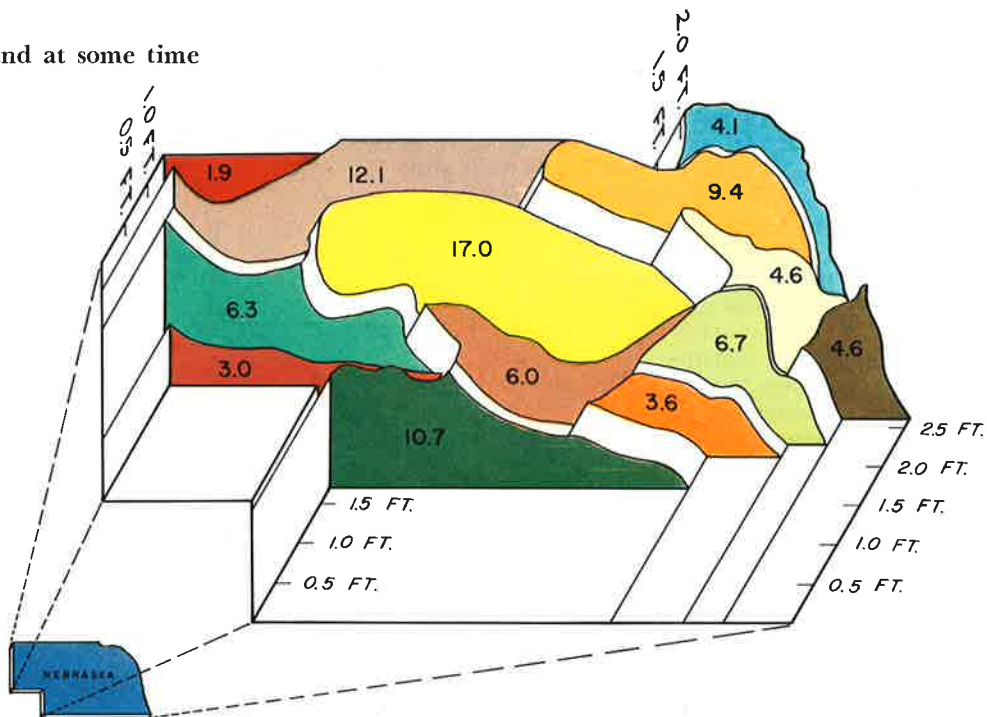 nd at some time
2.0 FT.
1.5 FT.
1.0 FT.
0.5 FT.
4.1
1.9
12.1
9.4
17.0
4.6
6.3
6.7
4.6
3.0
6.0
3.6
10.7
2.5 FT.
2.0 FT.
1.5 FT.
1.5 FT.
1.0 FT.
1.0 FT.
0.5 FT.
0.5 FT.
NEBRASKA